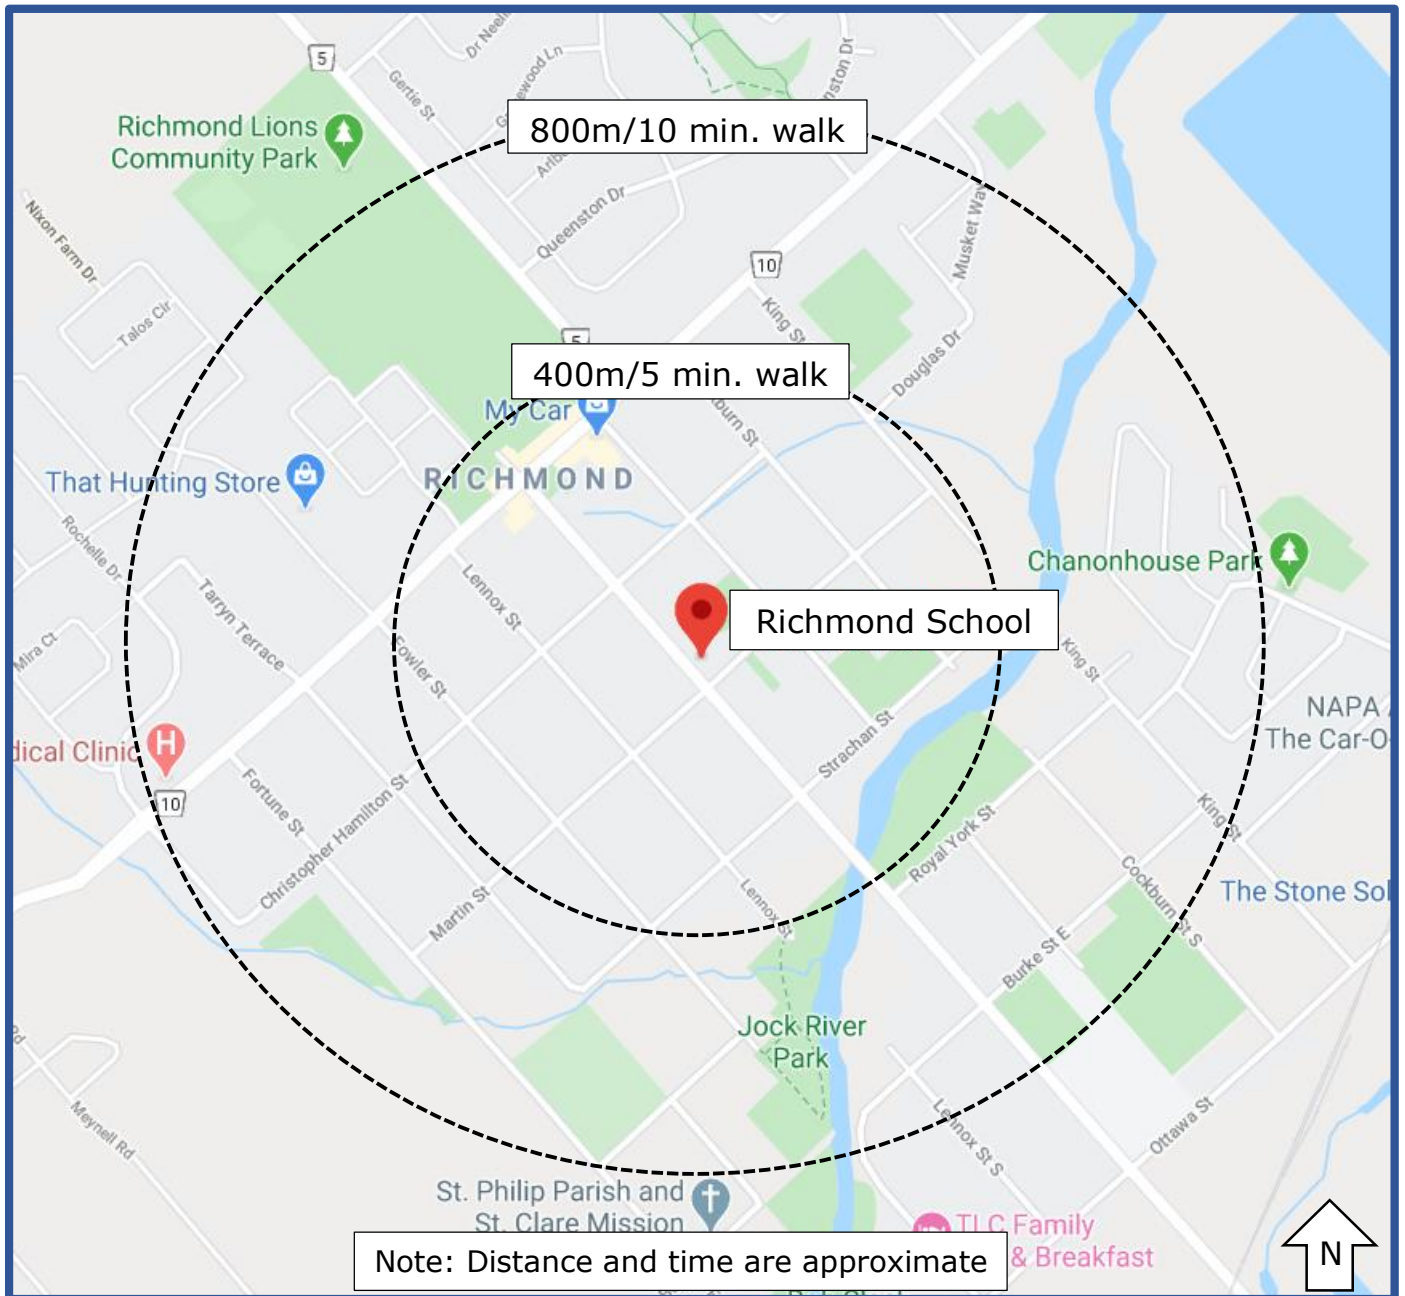 5
Dr Neel
Gertie St
800m/10 min. walk
Richmond Lions
Community Park
Queenston Dr
Nixon Farm Dr
Musket Way
10
Talos Cir
King St
5
Douglas Dr
400m/5 min. walk
My Car
RICHMOND
That Hunting Store
Rochelle Dr
Chanonhouse Park
Lennox St
Tarryn Terrace
Richmond School
Mira Ct
Fowler St
King St
NAPA
The Car-O
dical Clinic
H
Strachan St
10
Fortune St
Christopher Hamilton St
King St
Royal York St
Cockburn St S
The Stone Sol
Martin St
Lennox St
Burke St E
Jock River
Park
Meynell Rd
Lennox St S
Ottawa St
St. Philip Parish and
St. Clare Mission
TLC Family
& Breakfast
Note: Distance and time are approximate
N